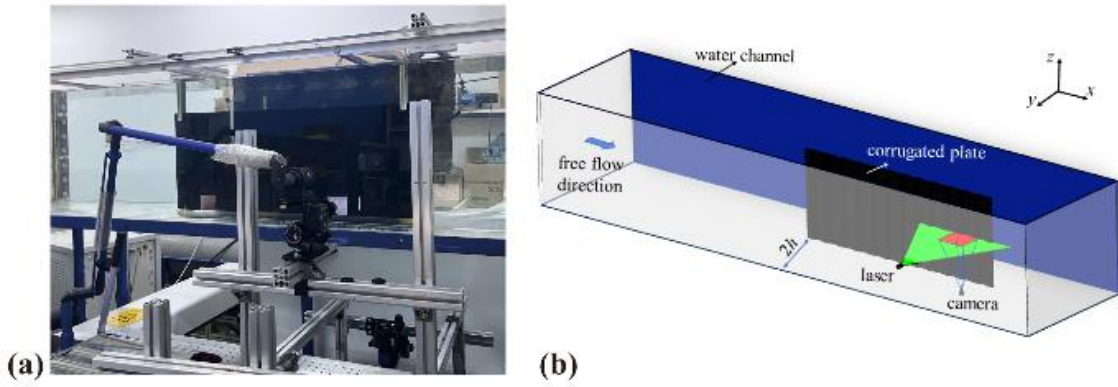 water channel
z
y
x
corrugated plate
free flow
direction
2h
laser
camera
(a)
(b)